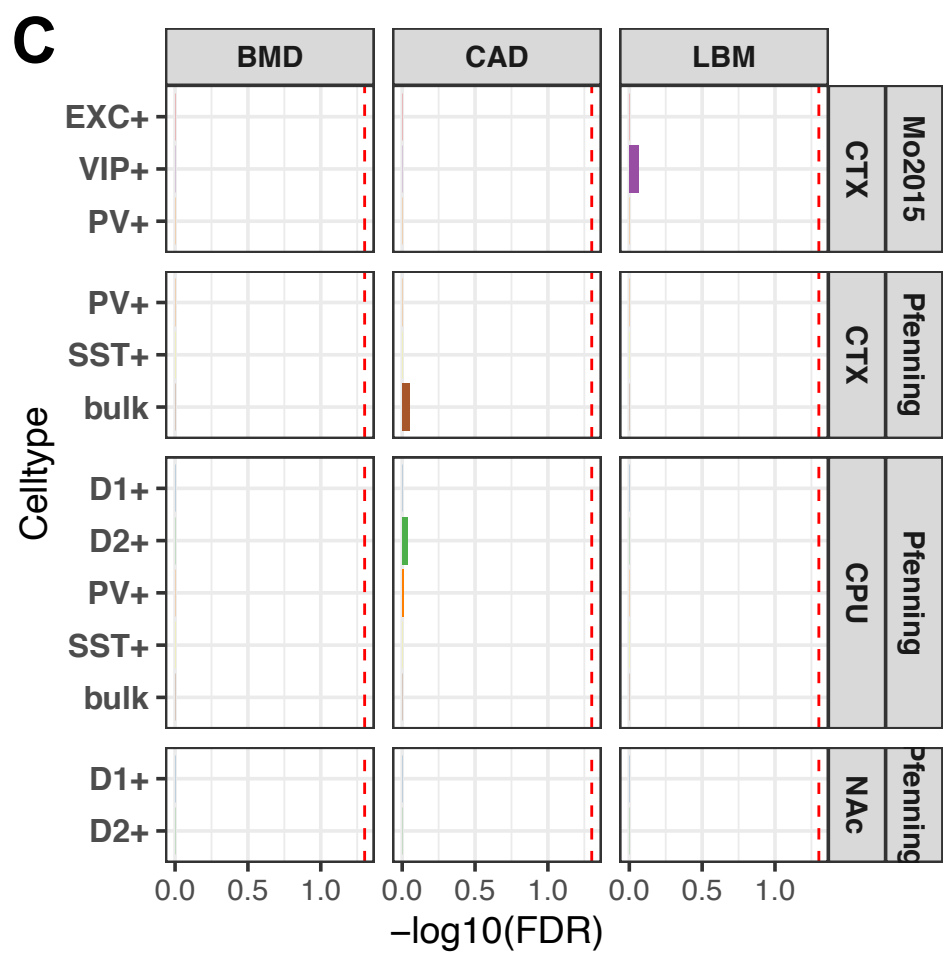 C
BMD CAD LBM
EXC+
VIP+
PV+
CTX
Mo2015
PV+
SST+
bulk
CTX
Pfenning
Celltype
D1+
D2+
PV+
SST+
bulk
CPU
Pfenning
D1+
D2+
NAc
Pfenning
0.0 0.5 1.0 0.0 0.5 1.0 0.0 0.5 1.0
−log10(FDR)